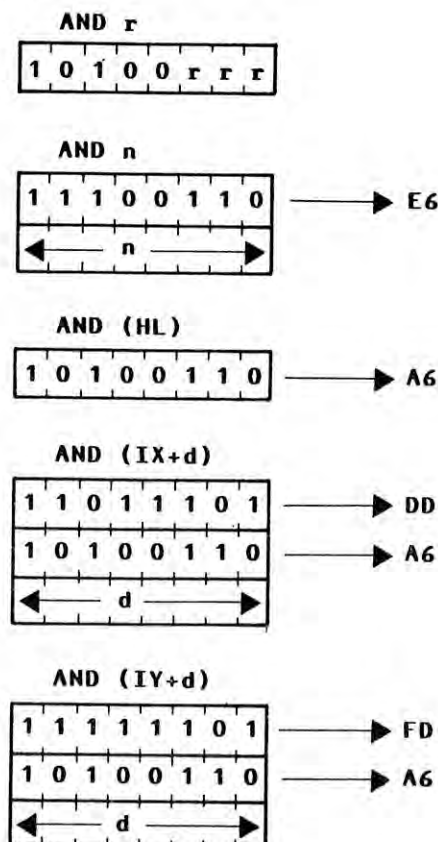 AND r
1 0 1 0 0 r r r
AND n
1 1 1 0 0 1 1 0 E6
n
AND (HL)
1 0 1 0 0 1 1 0 A6
AND (IX+d)
1 1 0 1 1 1 0 1 DD
1 0 1 0 0 1 1 0 A6
d
AND (IY+d)
1 1 1 1 1 1 0 1 FD
1 0 1 0 0 1 1 0 A6
d